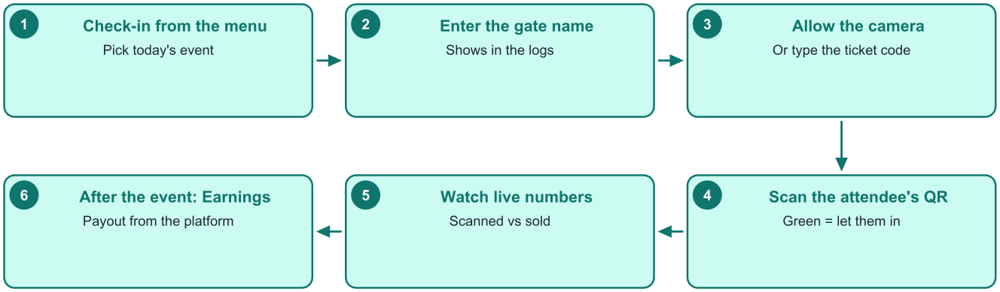 1
Check-in from the menu
Pick today's event
2
Enter the gate name
Shows in the logs
3
Allow the camera
Or type the ticket code
4
Scan the attendee's QR
Green = let them in
5
Watch live numbers
Scanned vs sold
6
After the event: Earnings
Payout from the platform